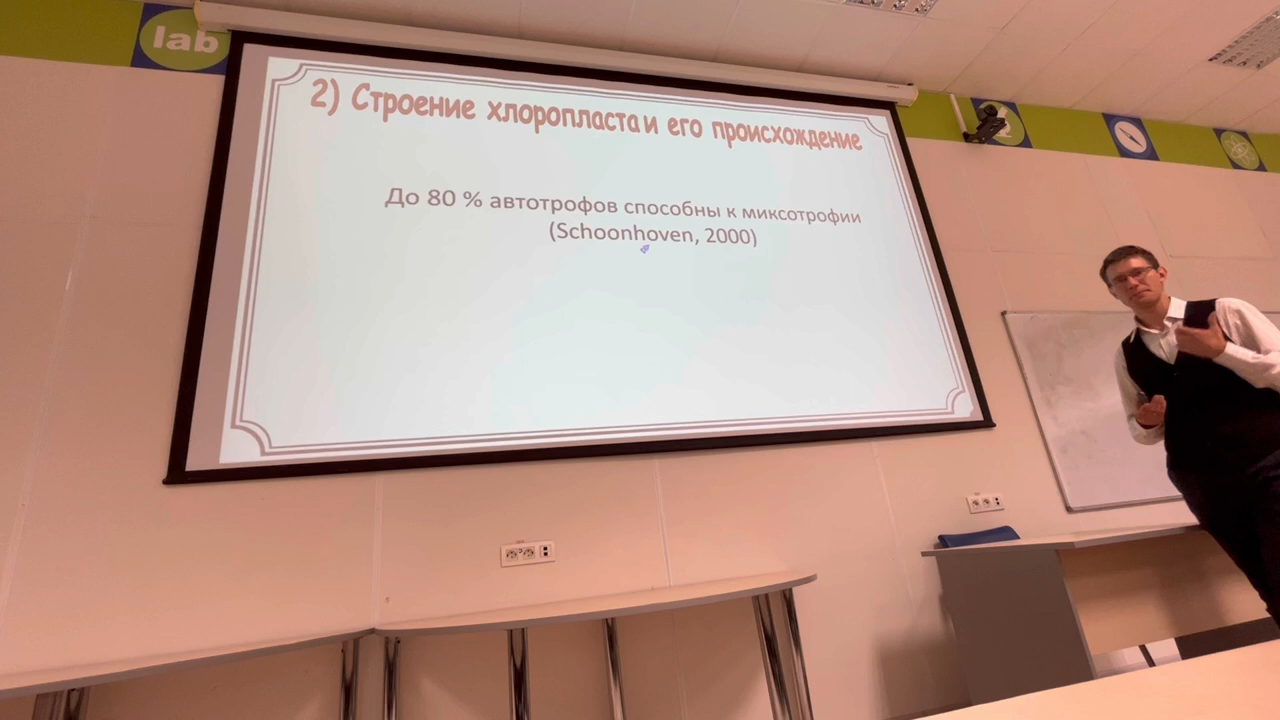 lab
2) Строение хлоропласта и его происхождение
До 80 % автотрофов способны к миксотрофии
(Schoonhoven, 2000)